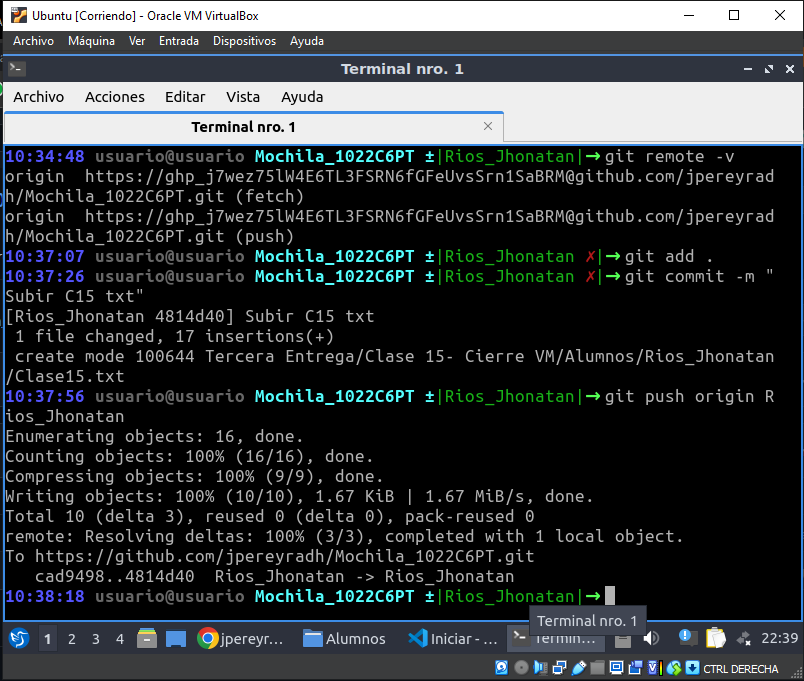 Ubuntu [Corriendo] - Oracle VM VirtualBox
Archivo Máquina Ver Entrada Dispositivos Ayuda
Terminal nro. 1
Archivo Acciones Editar Vista Ayuda
Terminal nro. 1
10:34:48 usuario@usuario Mochila_1022C6PT ±|Rios_Jhonatan|→git remote -v
origin  https://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@github.com/jpereyrad
h/Mochila_1022C6PT.git (fetch)
origin  https://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@github.com/jpereyrad
h/Mochila_1022C6PT.git (push)
10:37:07 usuario@usuario Mochila_1022C6PT ±|Rios_Jhonatan ✗|→git add .
10:37:26 usuario@usuario Mochila_1022C6PT ±|Rios_Jhonatan ✗|→git commit -m "
Subir C15 txt"
[Rios_Jhonatan 4814d40] Subir C15 txt
 1 file changed, 17 insertions(+)
 create mode 100644 Tercera Entrega/Clase 15- Cierre VM/Alumnos/Rios_Jhonatan
/Clase15.txt
10:37:56 usuario@usuario Mochila_1022C6PT ±|Rios_Jhonatan|→git push origin R
ios_Jhonatan
Enumerating objects: 16, done.
Counting objects: 100% (16/16), done.
Compressing objects: 100% (9/9), done.
Writing objects: 100% (10/10), 1.67 KiB | 1.67 MiB/s, done.
Total 10 (delta 3), reused 0 (delta 0), pack-reused 0
remote: Resolving deltas: 100% (3/3), completed with 1 local object.
To https://github.com/jpereyradh/Mochila_1022C6PT.git
   cad9498..4814d40  Rios_Jhonatan -> Rios_Jhonatan
10:38:18 usuario@usuario Mochila_1022C6PT ±|Rios_Jhonatan|→
Terminal nro. 1
1 2 3 4 jpereyr... Alumnos Iniciar - ... Termin... 22:39
CTRL DERECHA